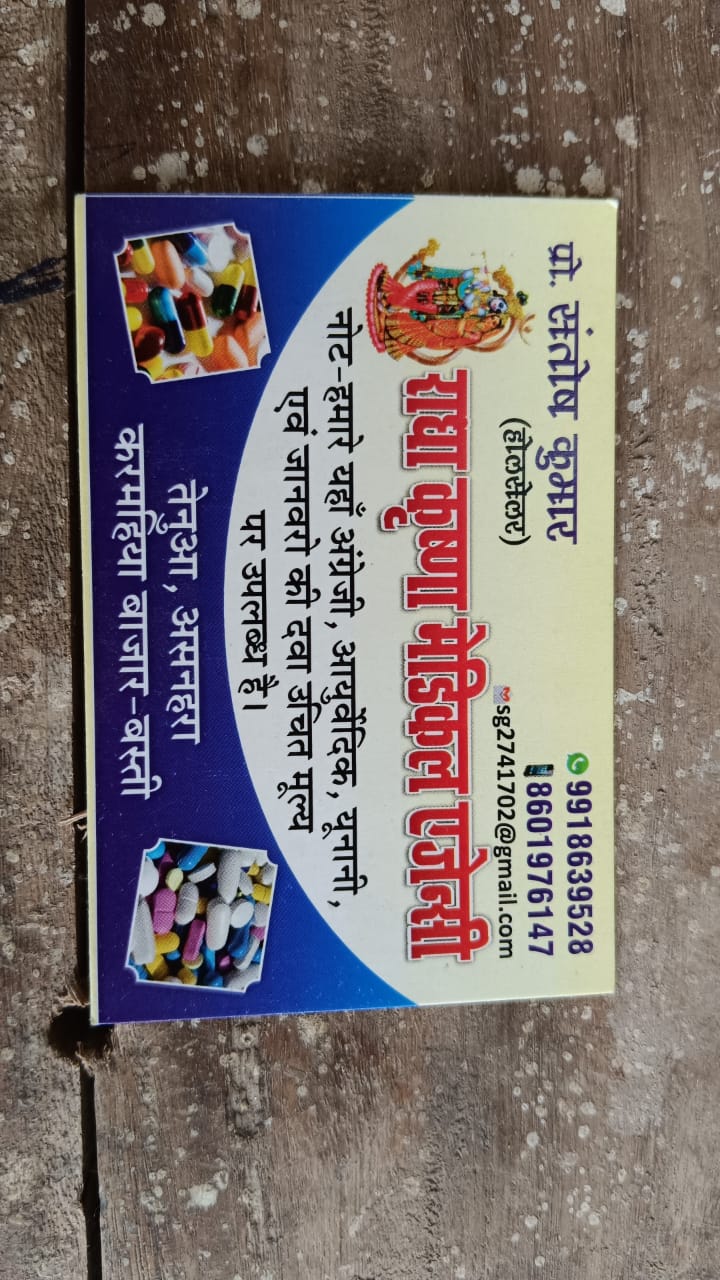 प्रो. संतोष कुमार
(होलसेलर)
9918639528
8601976147
sg2741702@gmail.com
राधा कृष्णा मेडिकल एजेन्सी
नोट-हमारे यहाँ अंग्रेजी, आयुर्वेदिक, यूनानी,
एवं जानवरो की दवा उचित मूल्य
पर उपलब्ध है।
तेनुँआ, असनहरा
करमहिया बाजार-बस्ती